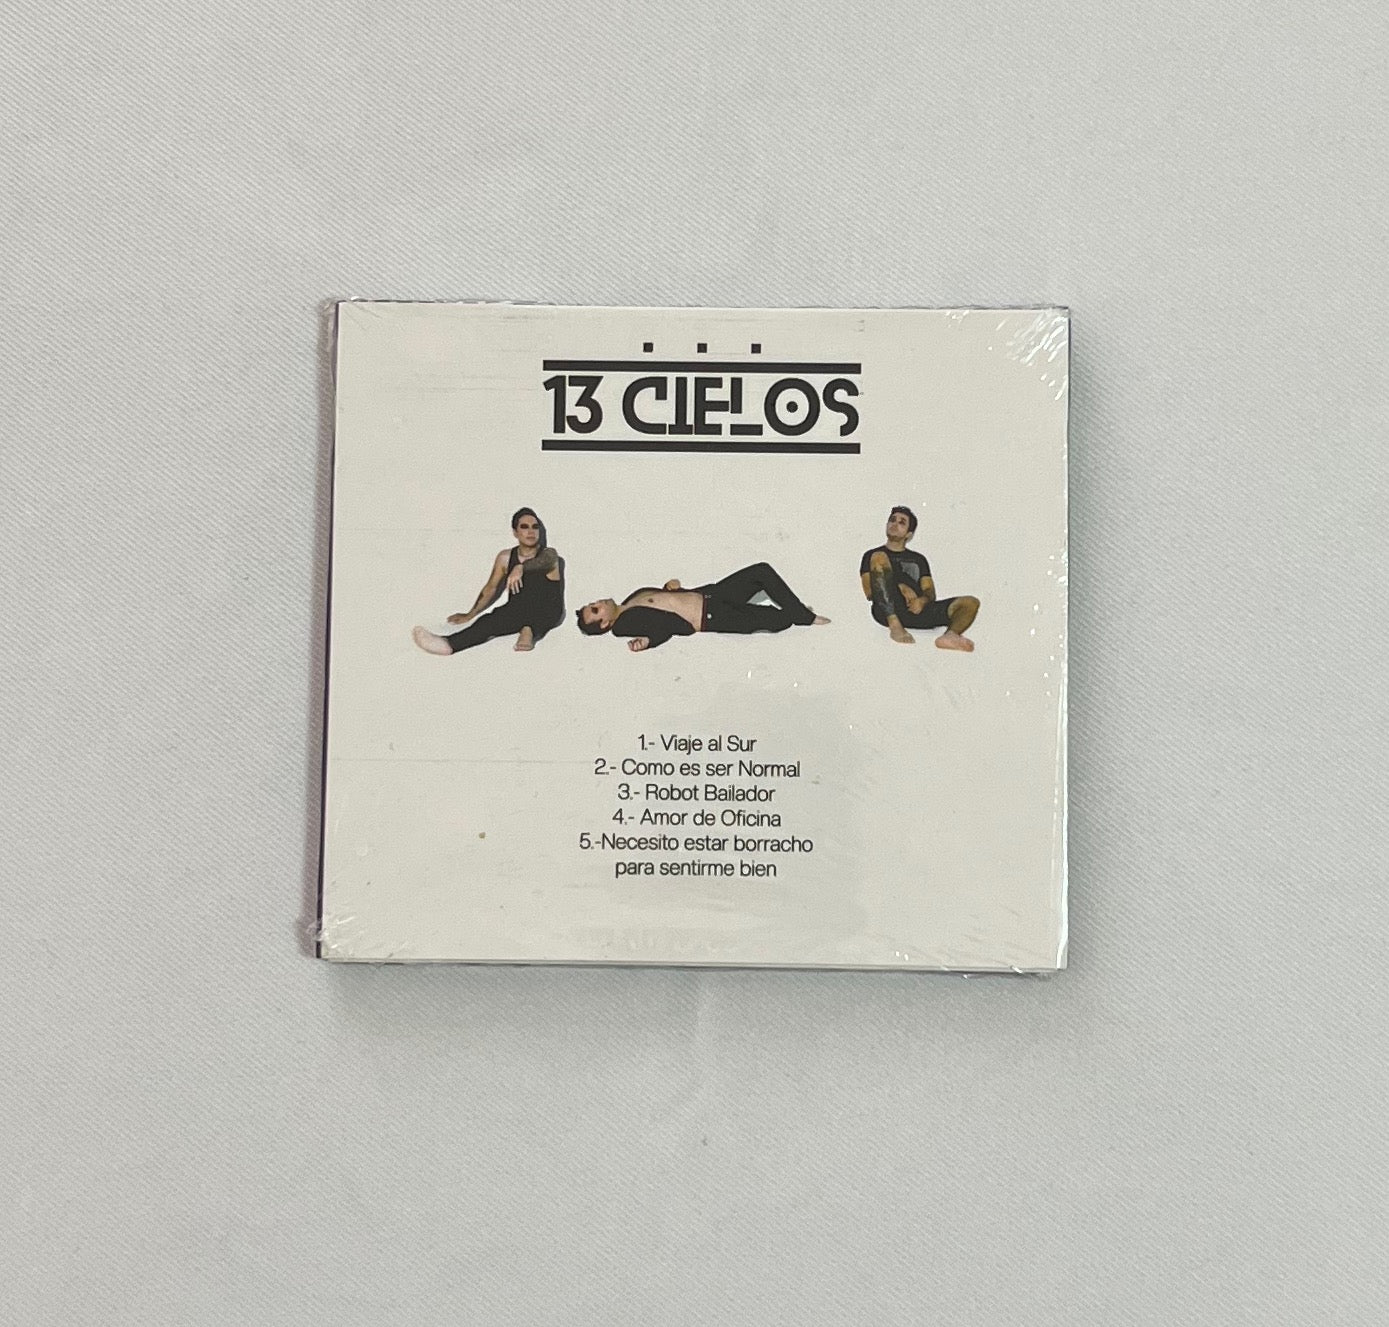 13 CIELOS
1.- Viaje al Sur
2.- Como es ser Normal
3.- Robot Bailador
4.- Amor de Oficina
5.-Necesito estar borracho
para sentirme bien